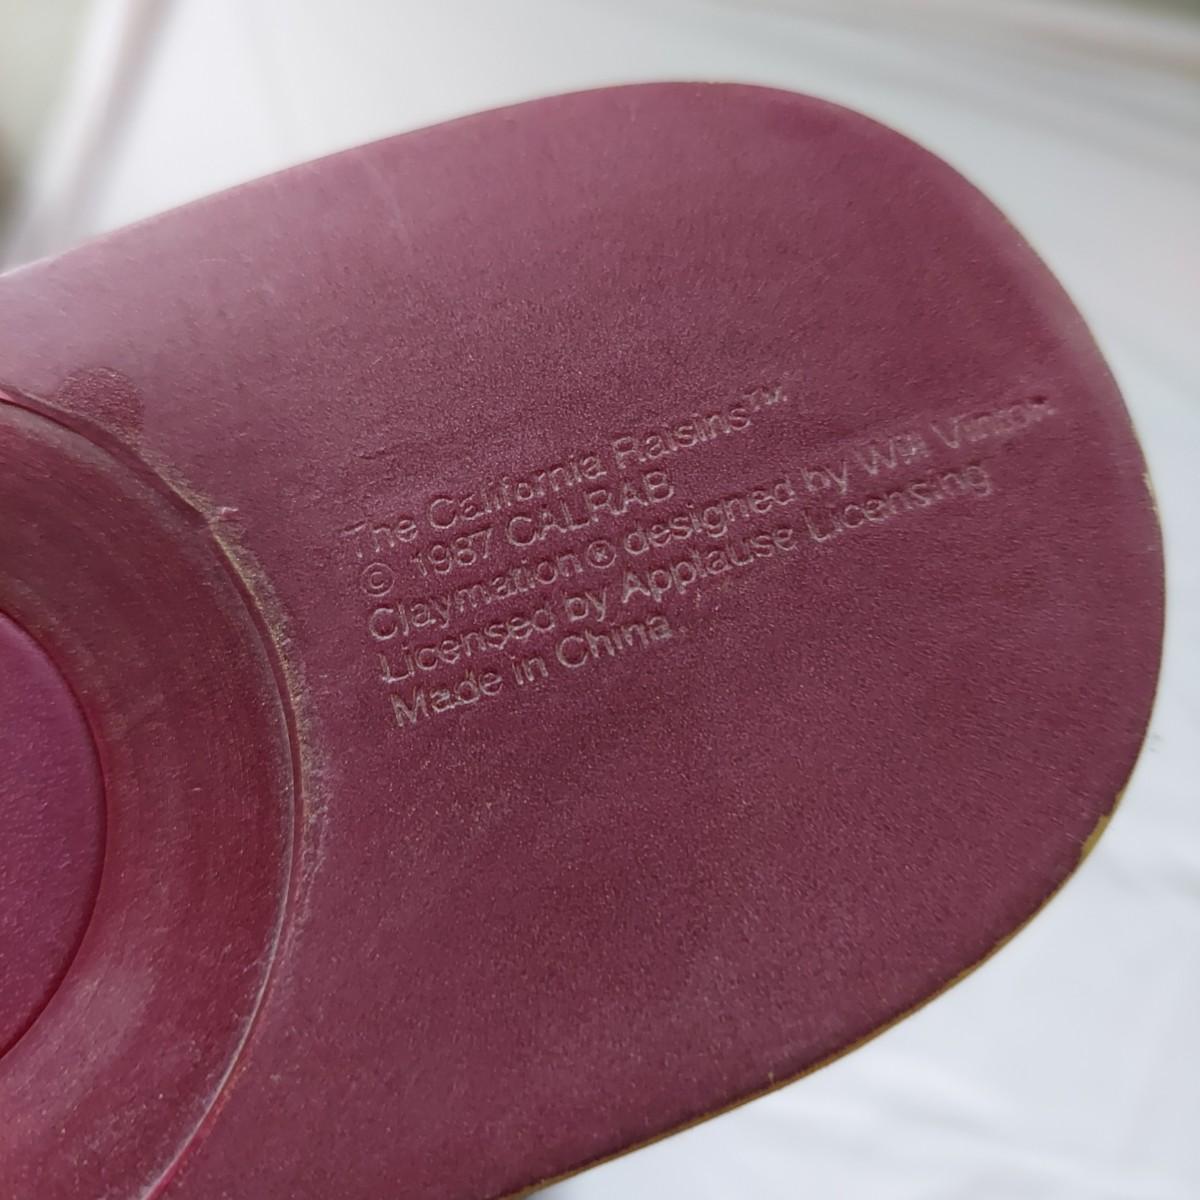 The California Raisins™
© 1987 CALRAB
Claymation® designed by Will Vinton
Licensed by Applause Licensing
Made in China